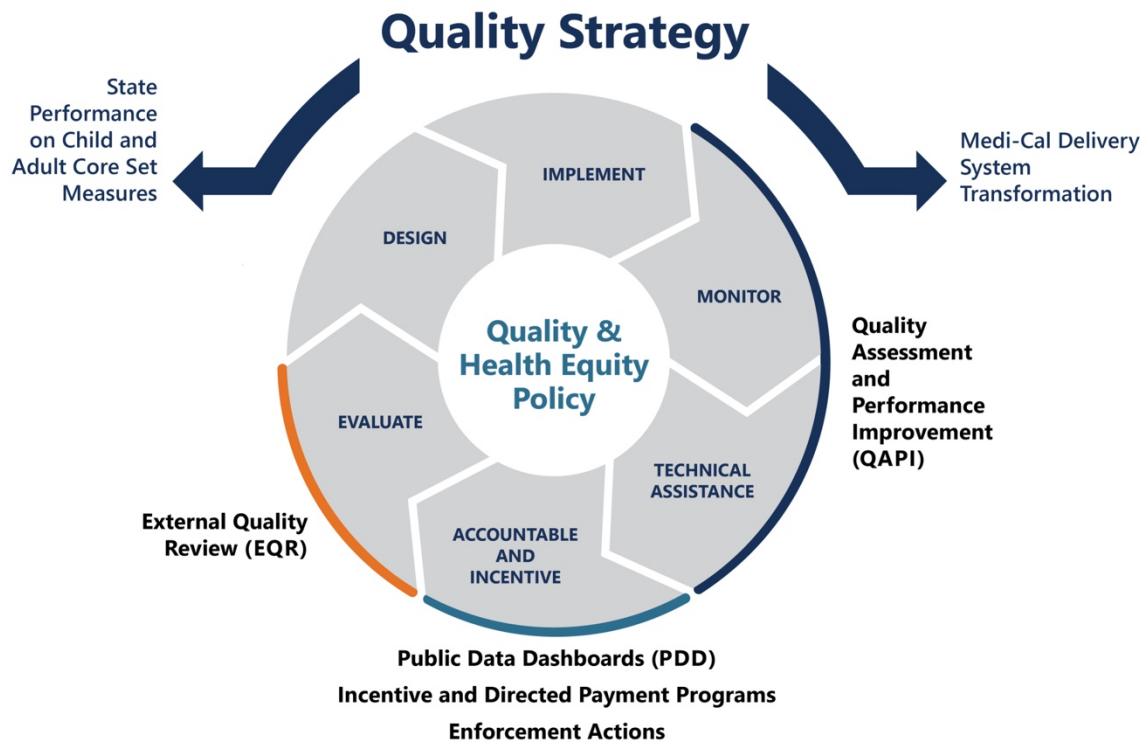 Quality Strategy
State
Performance
on Child and
Adult Core Set
Measures
Medi-Cal Delivery
System
Transformation
IMPLEMENT
DESIGN
MONITOR
Quality &
Health Equity
Policy
Quality
Assessment
and
Performance
Improvement
(QAPI)
EVALUATE
TECHNICAL
ASSISTANCE
External Quality
Review (EQR)
ACCOUNTABLE
AND
INCENTIVE
Public Data Dashboards (PDD)
Incentive and Directed Payment Programs
Enforcement Actions